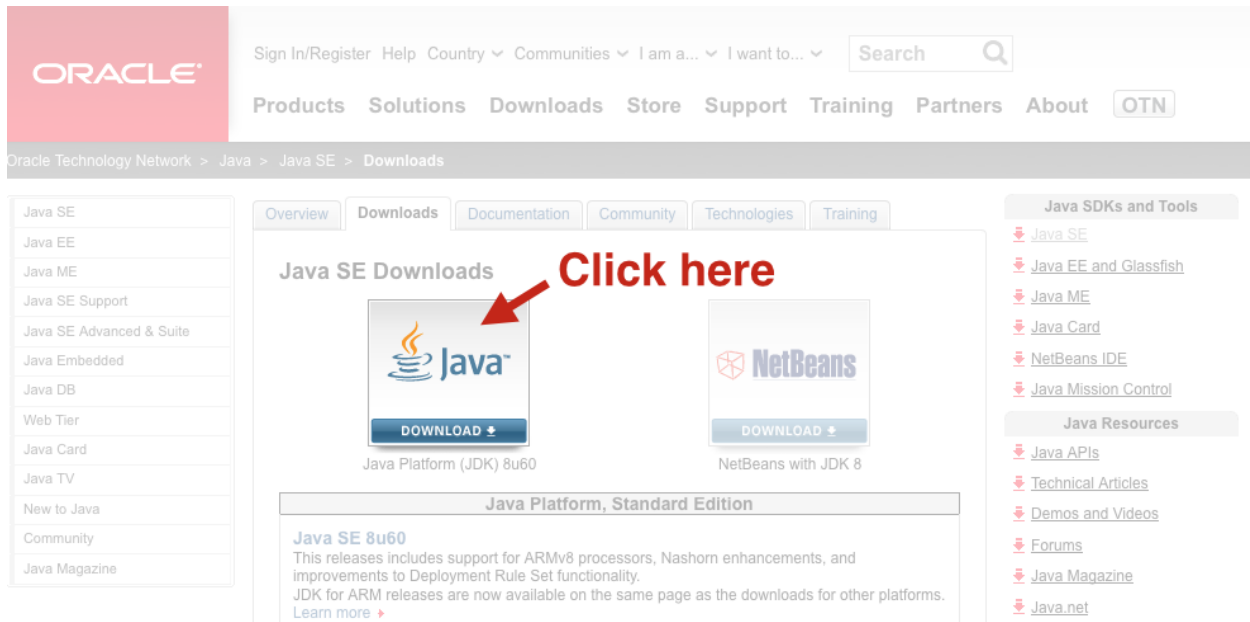 ORACLE
Sign In/Register Help Country Communities I am a... I want to... Search
Products Solutions Downloads Store Support Training Partners About OTN
Oracle Technology Network > Java > Java SE > Downloads
Java SE
Java EE
Java ME
Java SE Support
Java SE Advanced & Suite
Java Embedded
Java DB
Web Tier
Java Card
Java TV
New to Java
Community
Java Magazine
Overview Downloads Documentation Community Technologies Training
Java SE Downloads
Click here
Java™
DOWNLOAD
Java Platform (JDK) 8u60
NetBeans
DOWNLOAD
NetBeans with JDK 8
Java Platform, Standard Edition
Java SE 8u60
This releases includes support for ARMv8 processors, Nashorn enhancements, and
improvements to Deployment Rule Set functionality.
JDK for ARM releases are now available on the same page as the downloads for other platforms.
Learn more
Java SDKs and Tools
Java SE
Java EE and Glassfish
Java ME
Java Card
NetBeans IDE
Java Mission Control
Java Resources
Java APIs
Technical Articles
Demos and Videos
Forums
Java Magazine
Java.net